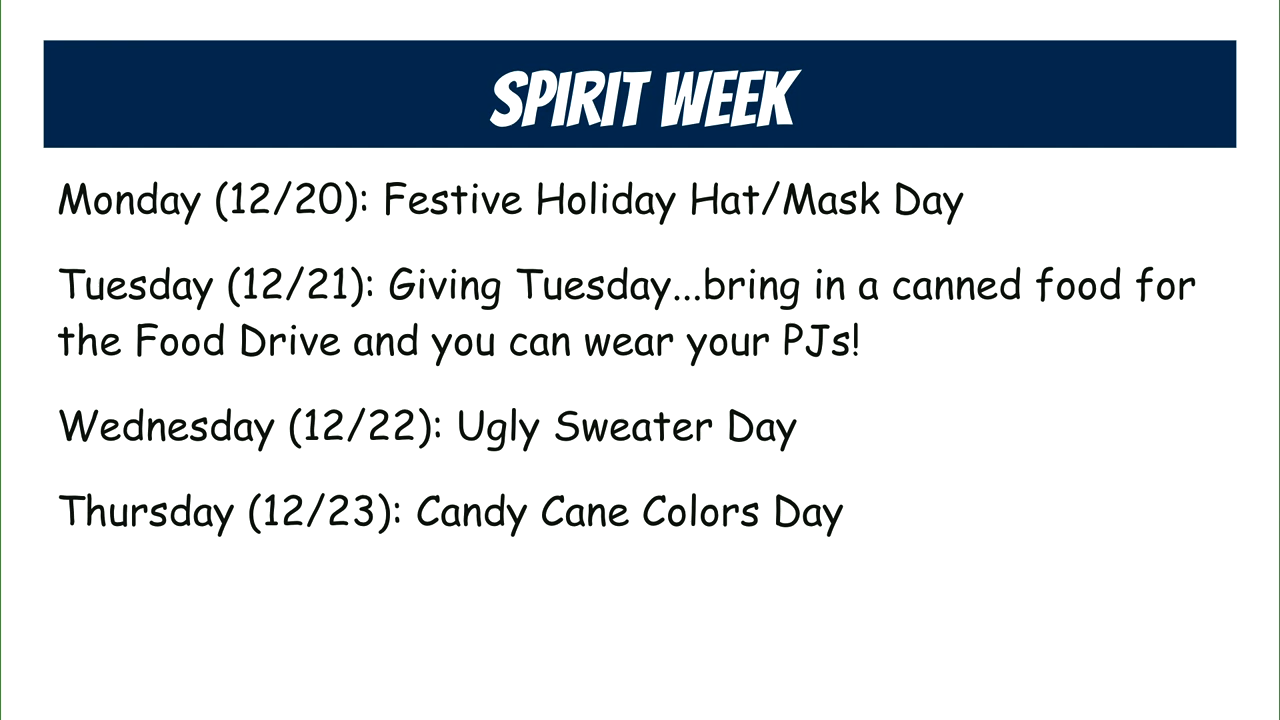 SPIRIT WEEK
Monday (12/20): Festive Holiday Hat/Mask Day
Tuesday (12/21): Giving Tuesday...bring in a canned food for
the Food Drive and you can wear your PJs!
Wednesday (12/22): Ugly Sweater Day
Thursday (12/23): Candy Cane Colors Day